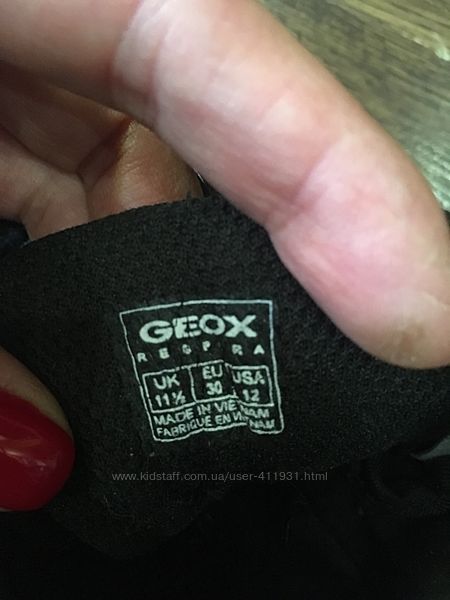 GEOX
RESPIRA
UK EU USA
11½ 30 12
MADE IN VIETNAM
FABRIQUÉ EN VIETNAM
www.kidstaff.com.ua/user-411931.html